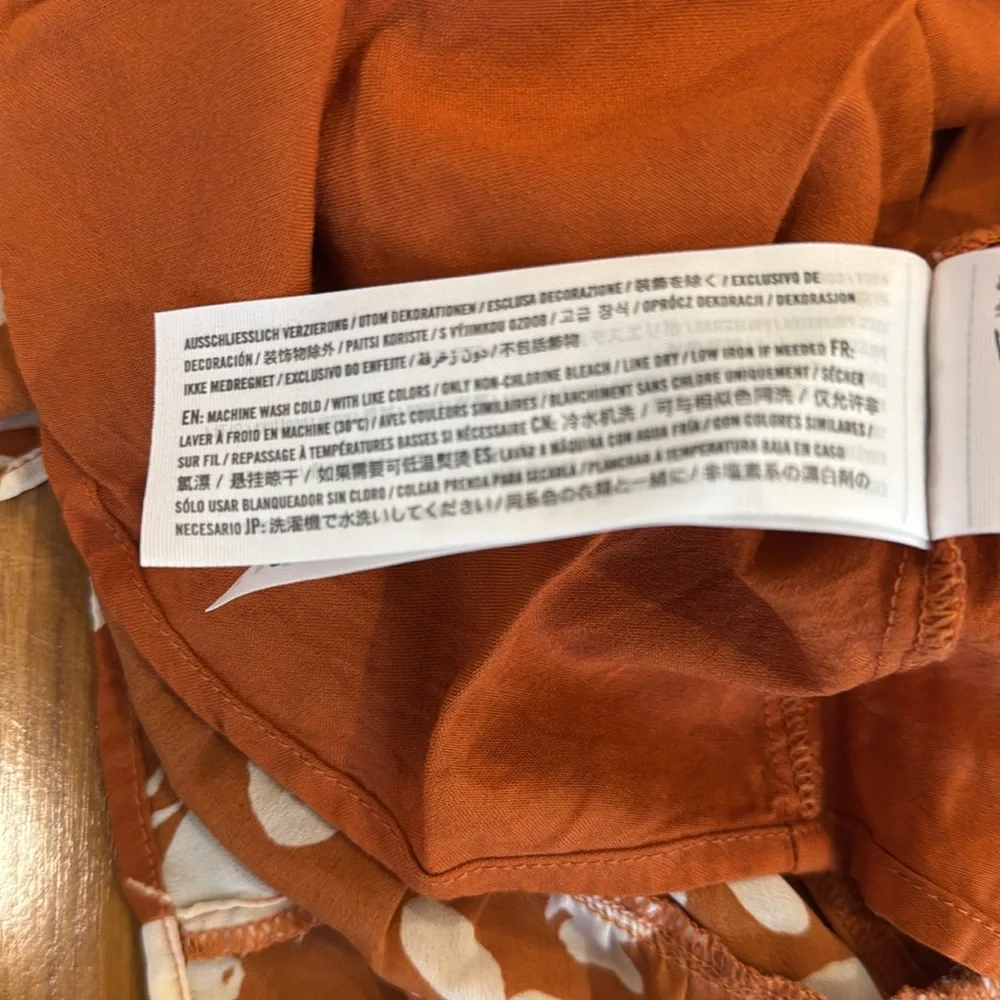 AUSSCHLIESSLICH VERZIERUNG / UTOM DEKORATIONEN / ESCLUSA DECORAZIONE / 装飾を除く / EXCLUSIVO DE
DECORACIÓN / 装饰物除外 / PAITSI KORISTE / S VÝJIMKOU OZDOB / 고급 장식 / OPRÓCZ DEKORACJI / DEKORASJON
IKKE MEDREGNET / EXCLUSIVO DO ENFEITE / دون زخرفة / 不包括飾物
EN: MACHINE WASH COLD / WITH LIKE COLORS / ONLY NON-CHLORINE BLEACH / LINE DRY / LOW IRON IF NEEDED FR:
LAVER À FROID EN MACHINE (30°C) / AVEC COULEURS SIMILAIRES / BLANCHIMENT SANS CHLORE UNIQUEMENT / SÉCHER
SUR FIL / REPASSAGE À TEMPÉRATURES BASSES SI NÉCESSAIRE CN: 冷水机洗 / 可与相似色同洗 / 仅允许非
氯漂 / 悬挂晾干 / 如果需要可低温熨烫 ES: LAVAR A MÁQUINA CON AGUA FRÍA / CON COLORES SIMILARES /
SÓLO USAR BLANQUEADOR SIN CLORO / COLGAR PRENDA PARA SECARLA / PLANCHAR A TEMPERATURA BAJA EN CASO
NECESARIO JP: 洗濯機で水洗いしてください / 同系色の衣類と一緒に / 非塩素系の漂白剤の